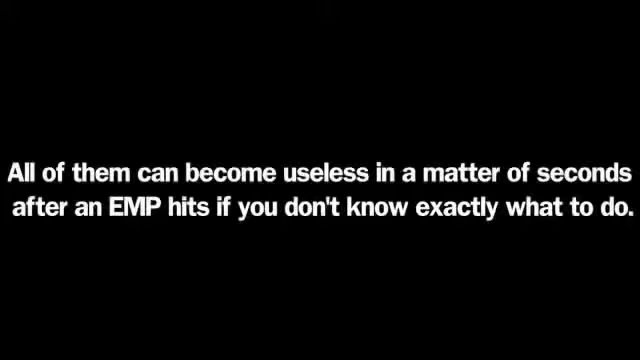 All of them can become useless in a matter of seconds
after an EMP hits if you don't know exactly what to do.